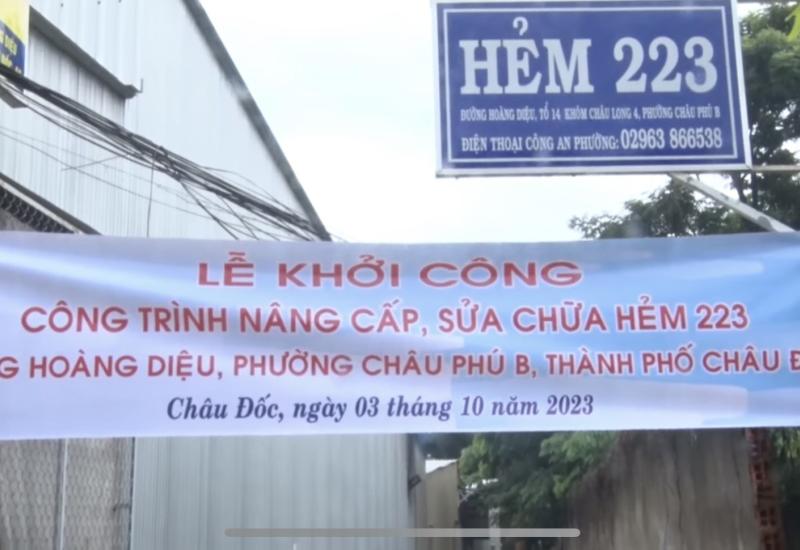 HẺM 223
ĐƯỜNG HOÀNG DIỆU, TỔ 14 KHÓM CHÂU LONG 4, PHƯỜNG CHÂU PHÚ B
ĐIỆN THOẠI CÔNG AN PHƯỜNG: 02963 866538
LỄ KHỞI CÔNG
CÔNG TRÌNH NÂNG CẤP, SỬA CHỮA HẺM 223
G HOÀNG DIỆU, PHƯỜNG CHÂU PHÚ B, THÀNH PHỐ CHÂU Đ
Châu Đốc, ngày 03 tháng 10 năm 2023